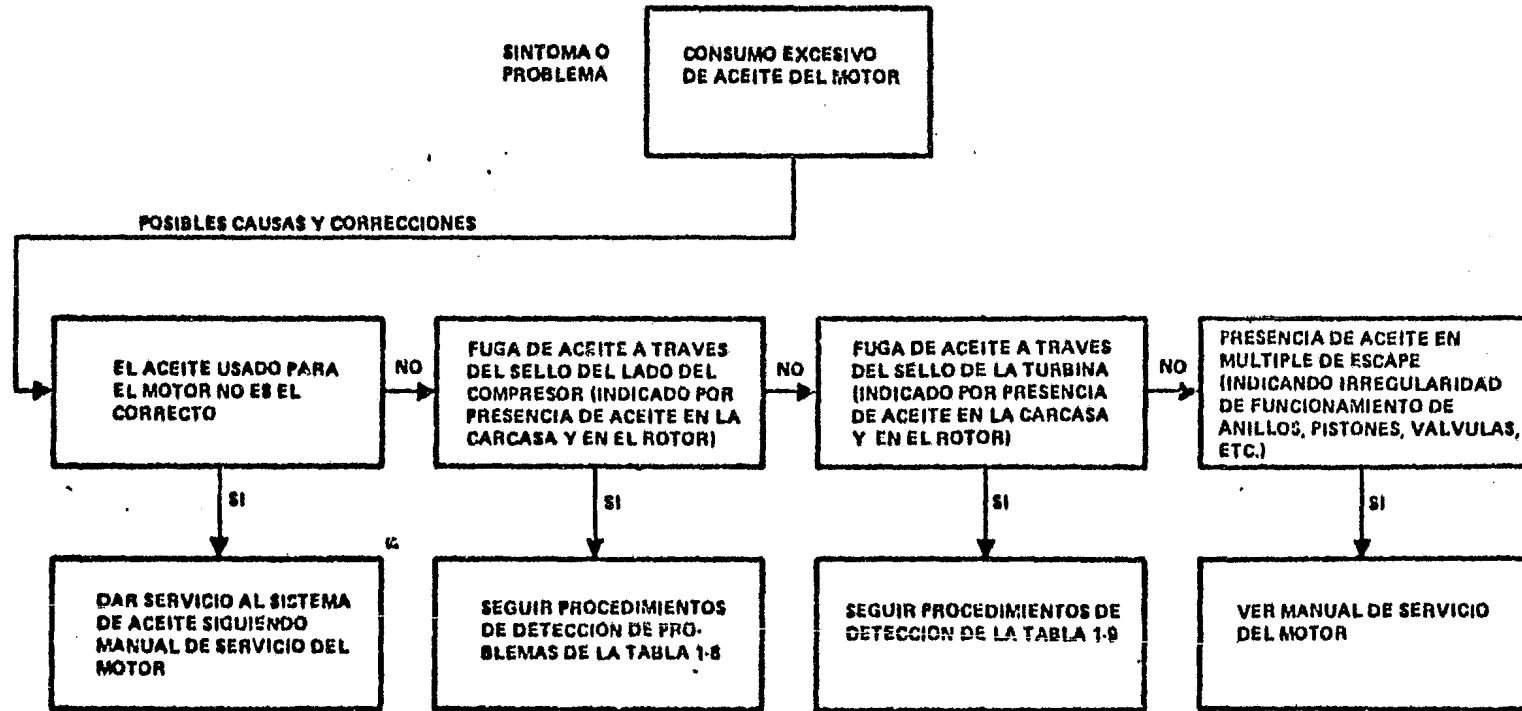 SINTOMA O
PROBLEMA
CONSUMO EXCESIVO
DE ACEITE DEL MOTOR
POSIBLES CAUSAS Y CORRECCIONES
EL ACEITE USADO PARA
EL MOTOR NO ES EL
CORRECTO
NO
FUGA DE ACEITE A TRAVES
DEL SELLO DEL LADO DEL
COMPRESOR (INDICADO POR
PRESENCIA DE ACEITE EN LA
CARCASA Y EN EL ROTOR)
NO
FUGA DE ACEITE A TRAVES
DEL SELLO DE LA TURBINA
(INDICADO POR PRESENCIA
DE ACEITE EN LA CARCASA
Y EN EL ROTOR)
NO
PRESENCIA DE ACEITE EN
MULTIPLE DE ESCAPE
(INDICANDO IRREGULARIDAD
DE FUNCIONAMIENTO DE
ANILLOS, PISTONES, VALVULAS,
ETC.)
SI
SI
SI
SI
DAR SERVICIO AL SISTEMA
DE ACEITE SIGUIENDO
MANUAL DE SERVICIO DEL
MOTOR
SEGUIR PROCEDIMIENTOS
DE DETECCIÓN DE PRO-
BLEMAS DE LA TABLA 1-8
SEGUIR PROCEDIMIENTOS DE
DETECCION DE LA TABLA 1-9
VER MANUAL DE SERVICIO
DEL MOTOR